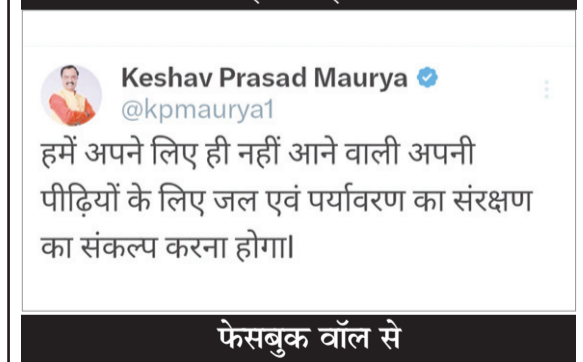 Keshav Prasad Maurya
@kpmaurya1
हमें अपने लिए ही नहीं आने वाली अपनी
पीढ़ियों के लिए जल एवं पर्यावरण का संरक्षण
का संकल्प करना होगा।
फेसबुक वॉल से